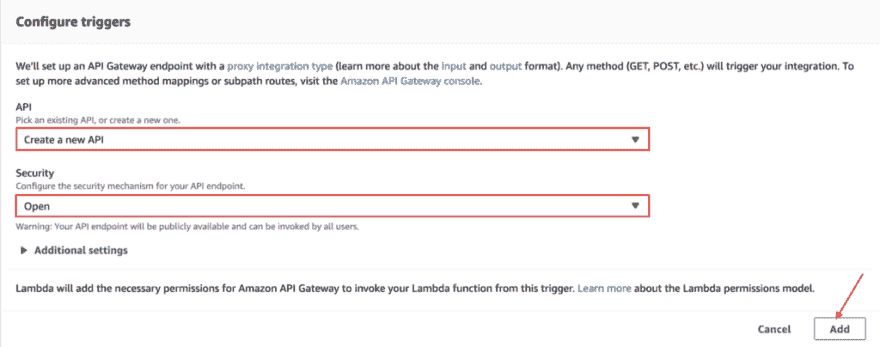 Configure triggers
We'll set up an API Gateway endpoint with a proxy integration type (learn more about the input and output format). Any method (GET, POST, etc.) will trigger your integration. To
set up more advanced method mappings or subpath routes, visit the Amazon API Gateway console.
API
Pick an existing API, or create a new one.
Create a new API
Security
Configure the security mechanism for your API endpoint.
Open
Warning: Your API endpoint will be publicly available and can be invoked by all users.
Additional settings
Lambda will add the necessary permissions for Amazon API Gateway to invoke your Lambda function from this trigger. Learn more about the Lambda permissions model.
Cancel Add